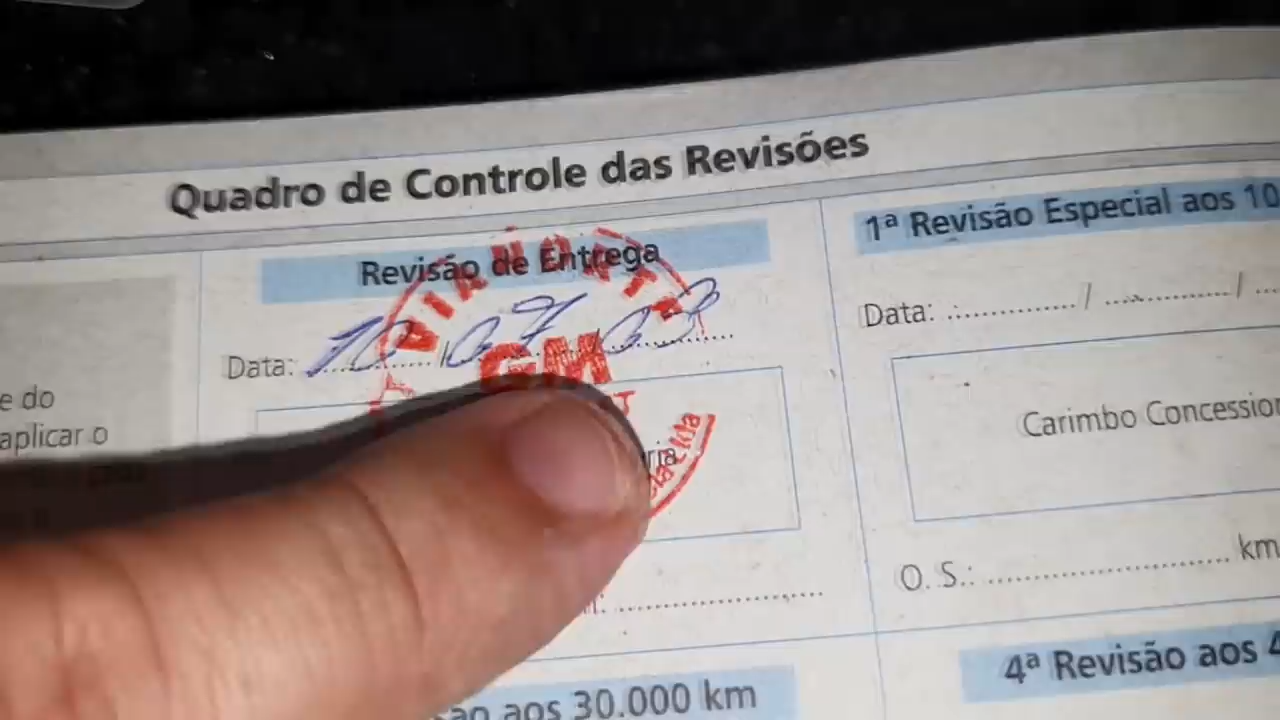 Quadro de Controle das Revisões
Revisão de Entrega
Data: 10/07/03
GM
e do
aplicar o
1ª Revisão Especial aos 10
Data: ............/............/...
Carimbo Concession
O. S.: .................... km
aos 30.000 km
4ª Revisão aos 4